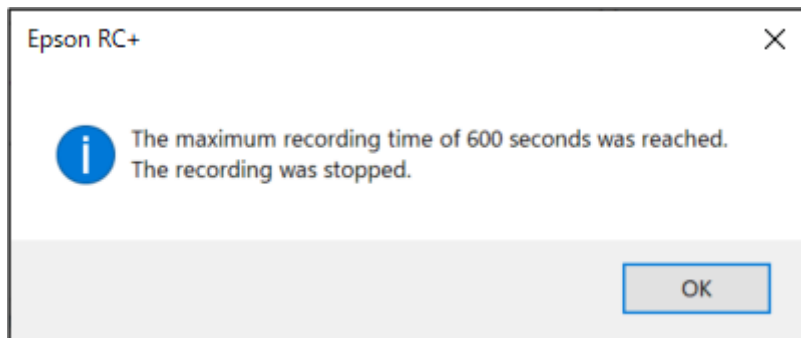 Epson RC+
The maximum recording time of 600 seconds was reached.
The recording was stopped.
OK